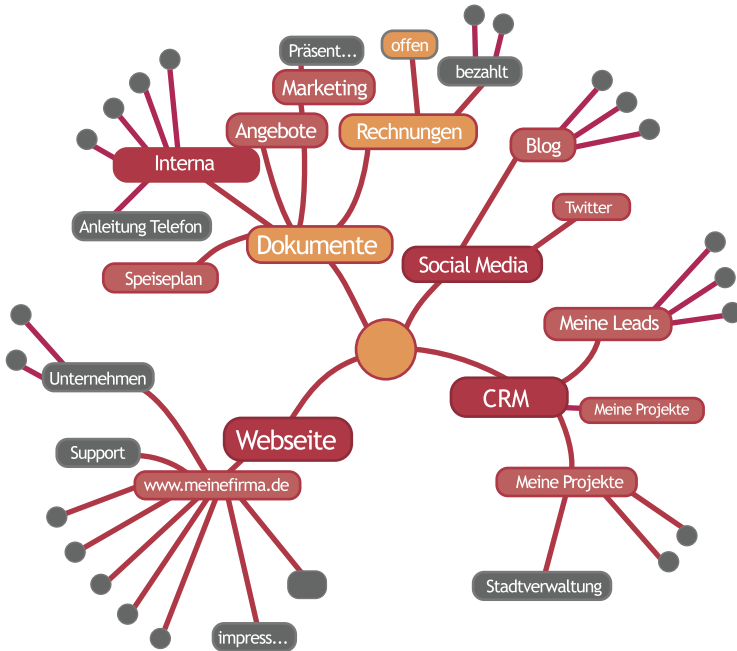 Präsent...
offen
bezahlt
Marketing
Angebote
Rechnungen
Interna
Blog
Anleitung Telefon
Twitter
Dokumente
Speiseplan
Social Media
Meine Leads
Unternehmen
CRM
Meine Projekte
Webseite
Support
www.meinefirma.de
Meine Projekte
Stadtverwaltung
impress...